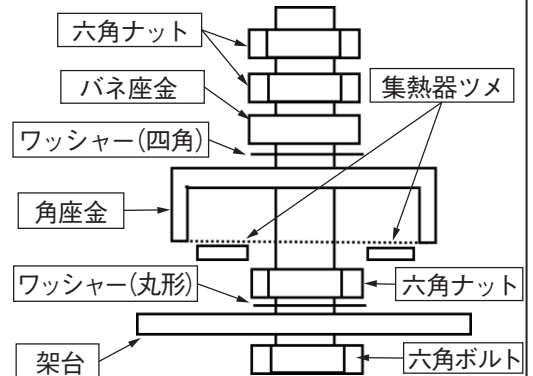 六角ナット
バネ座金
集熱器ツメ
ワッシャー(四角)
角座金
ワッシャー(丸形)
六角ナット
架台
六角ボルト